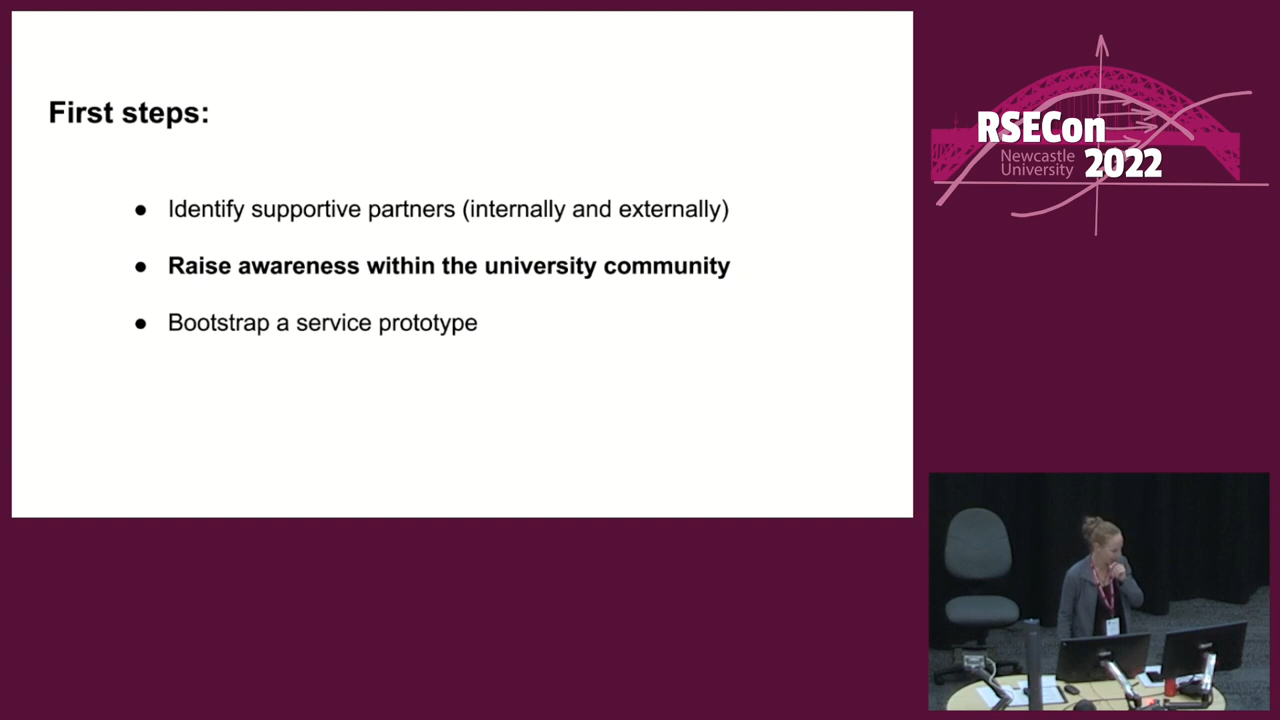 First steps:
● Identify supportive partners (internally and externally)
● Raise awareness within the university community
● Bootstrap a service prototype
RSECon
Newcastle
University
2022